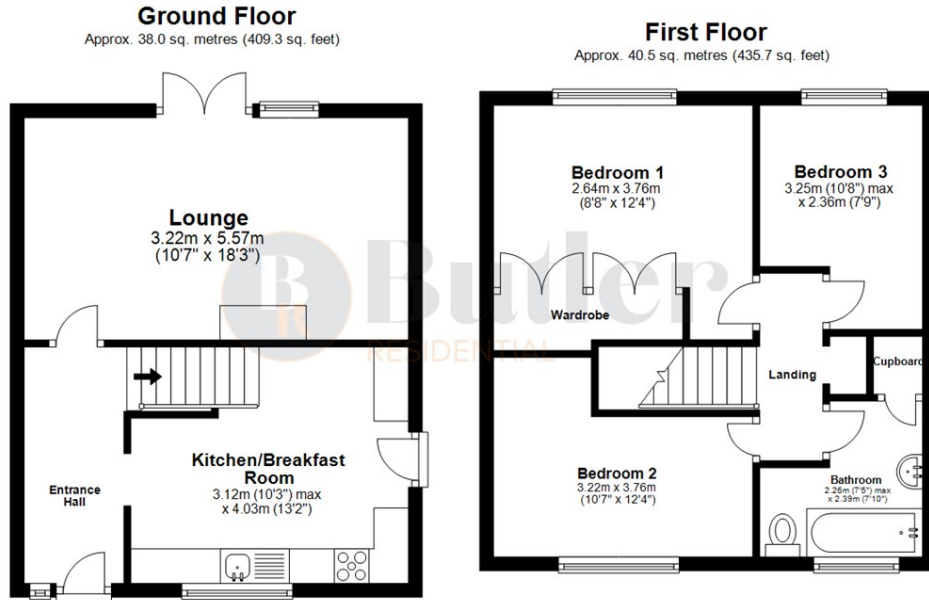 Ground Floor
Approx. 38.0 sq. metres (409.3 sq. feet)
Lounge
3.22m x 5.57m
(10'7" x 18'3")
Entrance
Hall
Kitchen/Breakfast
Room
3.12m (10'3") max
x 4.03m (13'2")
First Floor
Approx. 40.5 sq. metres (435.7 sq. feet)
Bedroom 1
2.64m x 3.76m
(8'8" x 12'4")
Bedroom 3
3.25m (10'8") max
x 2.36m (7'9")
Wardrobe
Landing
Cupboard
Bedroom 2
3.22m x 3.76m
(10'7" x 12'4")
Bathroom
2.26m (7'5") max
x 2.39m (7'10")
BR
Butler
RESIDENTIAL